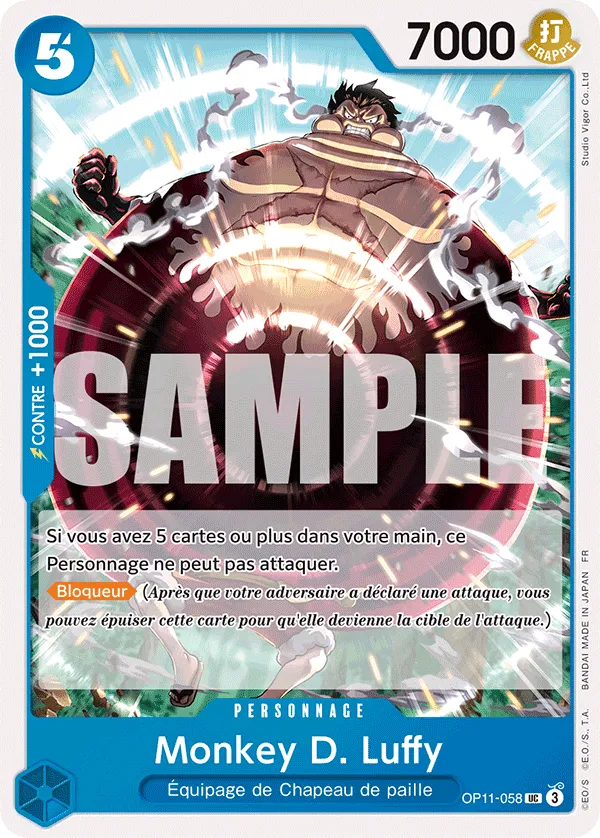 5
7000
打
FRAPPE
Studio Vigor Co.,Ltd
CONTRE +1000
SAMPLE
Si vous avez 5 cartes ou plus dans votre main, ce
Personnage ne peut pas attaquer.
Bloqueur (Après que votre adversaire a déclaré une attaque, vous
pouvez épuiser cette carte pour qu'elle devienne la cible de l'attaque.)
©E.O/S ©E.O./S., T.A. BANDAI MADE IN JAPAN FR
PERSONNAGE
Monkey D. Luffy
Équipage de Chapeau de paille
OP11-058 UC 3